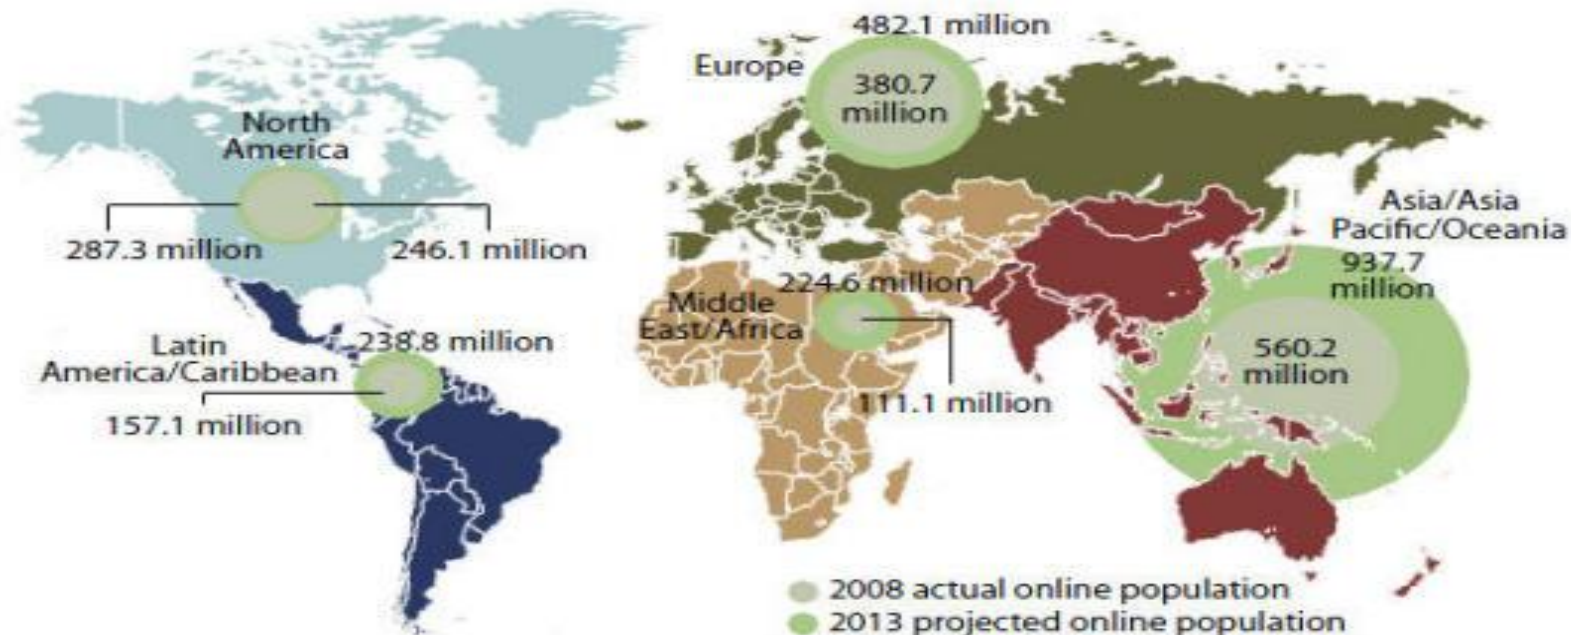 482.1 million
Europe
380.7
million
North
America
287.3 million
246.1 million
Asia/Asia
Pacific/Oceania
937.7
million
224.6 million
Middle
East/Africa
111.1 million
560.2
million
238.8 million
Latin
America/Caribbean
157.1 million
2008 actual online population
2013 projected online population